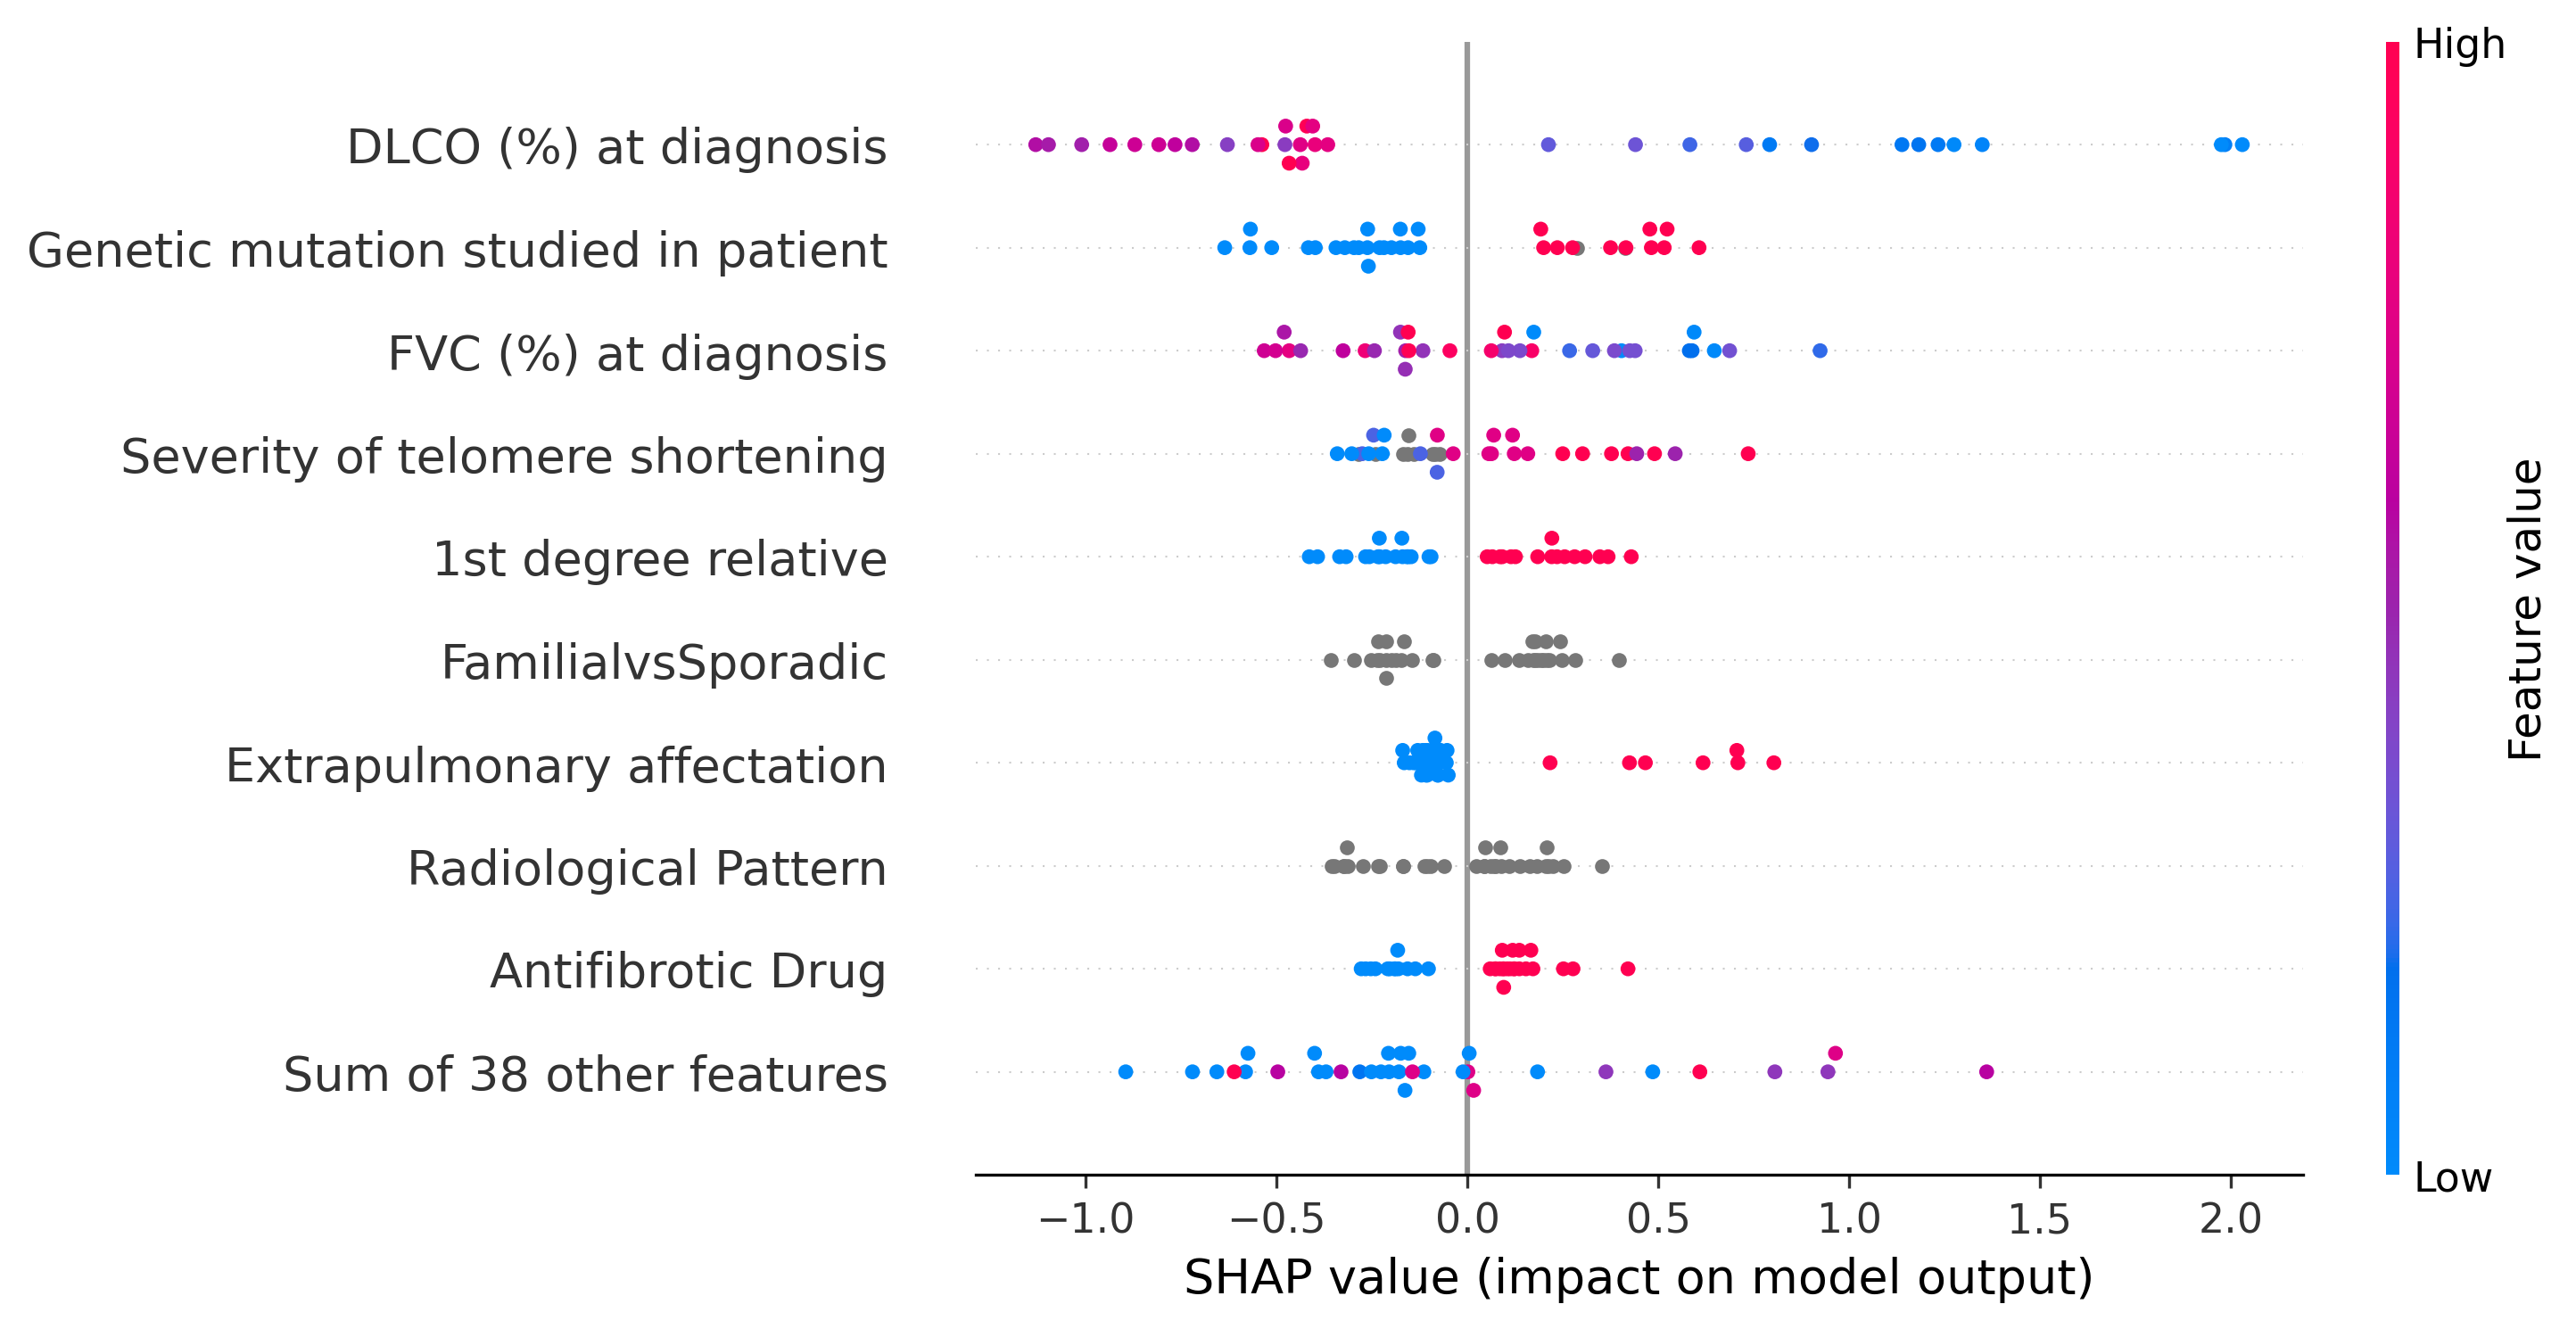 High
DLCO (%) at diagnosis
Genetic mutation studied in patient
FVC (%) at diagnosis
Severity of telomere shortening
1st degree relative
FamilialvsSporadic
Extrapulmonary affectation
Radiological Pattern
Antifibrotic Drug
Sum of 38 other features
Feature value
Low
−1.0 −0.5 0.0 0.5 1.0 1.5 2.0
SHAP value (impact on model output)